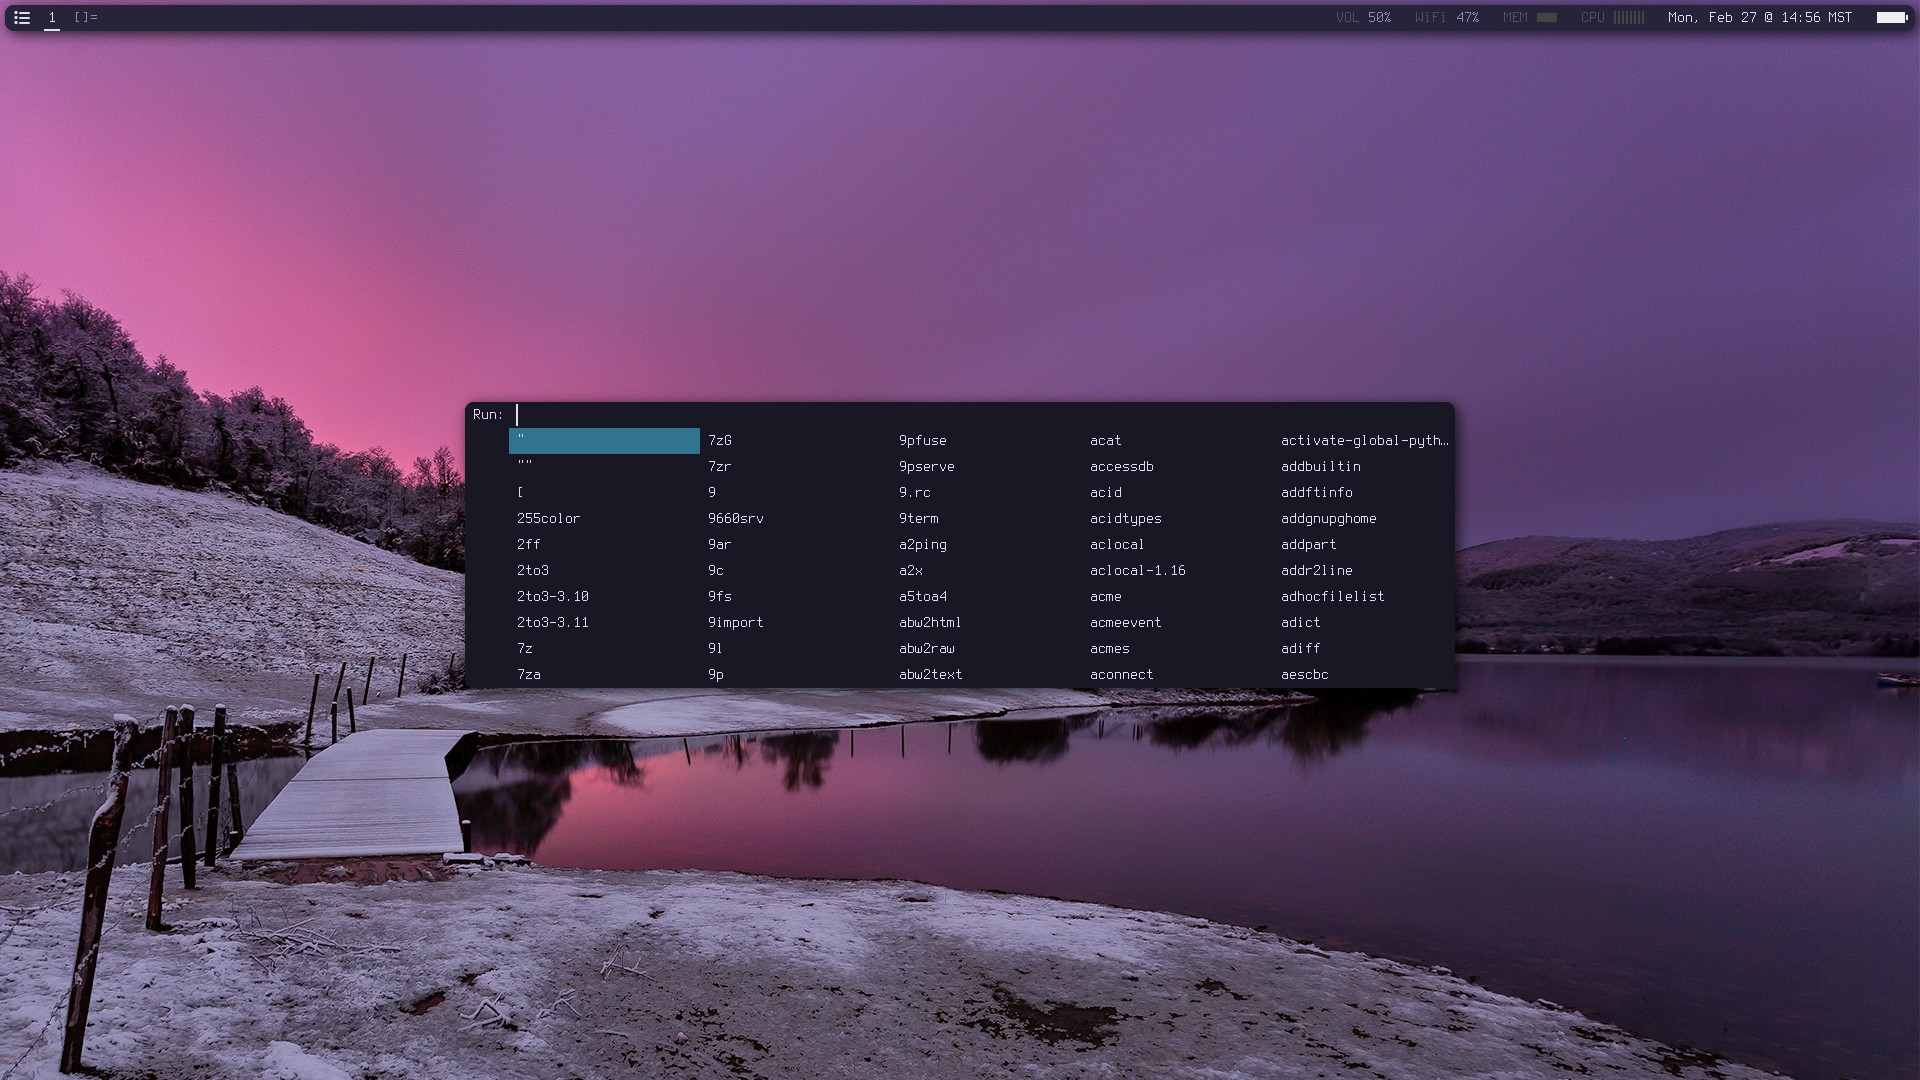 1 []= VOL 50% WiFi 47% MEM CPU Mon, Feb 27 @ 14:56 MST
Run:
" 7zG 9pfuse acat activate-global-pyth…
"" 7zr 9pserve accessdb addbuiltin
[ 9 9.rc acid addftinfo
255color 9660srv 9term acidtypes addgnupghome
2ff 9ar a2ping aclocal addpart
2to3 9c a2x aclocal-1.16 addr2line
2to3-3.10 9fs a5toa4 acme adhocfilelist
2to3-3.11 9import abw2html acmeevent adict
7z 9l abw2raw acmes adiff
7za 9p abw2text aconnect aescbc